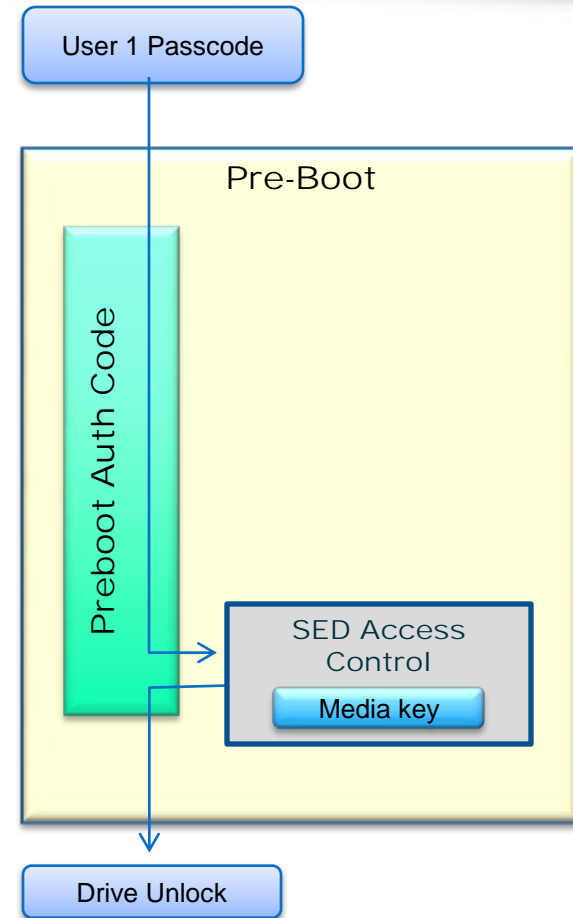 User 1 Passcode
Pre-Boot
Preboot Auth Code
SED Access
Control
Media key
Drive Unlock